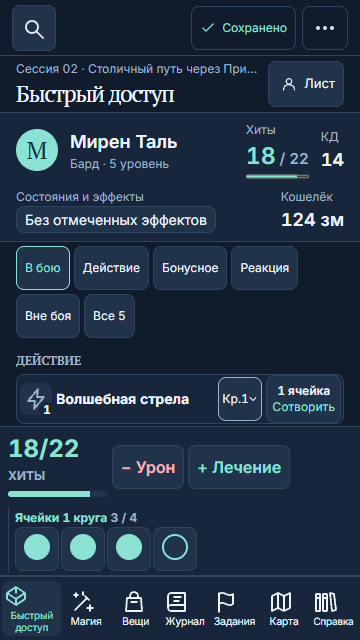 Сохранено
Сессия 02 · Столичный путь через При...
Быстрый доступ
Лист
М
Мирен Таль
Бард · 5 уровень
Хиты
18 / 22
КД
14
Состояния и эффекты
Без отмеченных эффектов
Кошелёк
124 зм
В бою
Действие
Бонусное
Реакция
Вне боя
Все 5
ДЕЙСТВИЕ
1
Волшебная стрела
Кр.1
1 ячейка
Сотворить
18/22
ХИТЫ
− Урон
+ Лечение
Ячейки 1 круга 3 / 4
Быстрый доступ
Магия
Вещи
Журнал
Задания
Карта
Справка